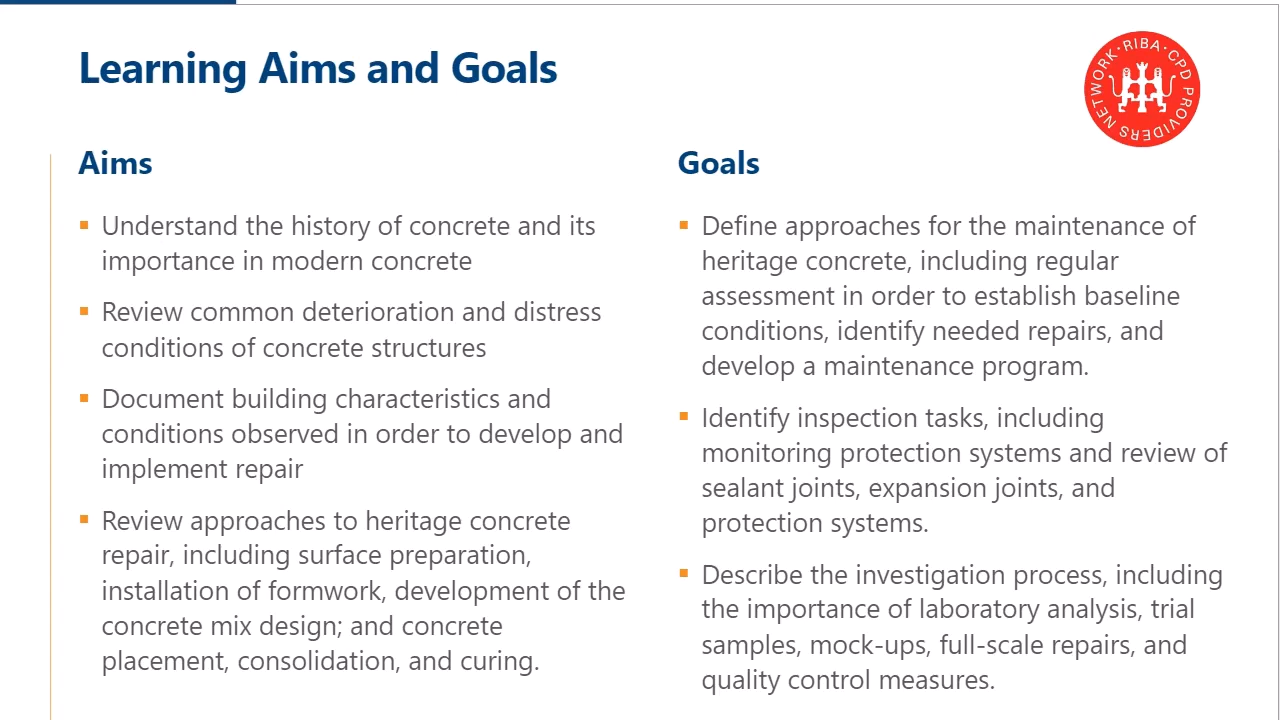 Learning Aims and Goals
NETWORK · RIBA · CPD PROVIDERS
Aims
Understand the history of concrete and its
importance in modern concrete
Review common deterioration and distress
conditions of concrete structures
Document building characteristics and
conditions observed in order to develop and
implement repair
Review approaches to heritage concrete
repair, including surface preparation,
installation of formwork, development of the
concrete mix design; and concrete
placement, consolidation, and curing.
Goals
Define approaches for the maintenance of
heritage concrete, including regular
assessment in order to establish baseline
conditions, identify needed repairs, and
develop a maintenance program.
Identify inspection tasks, including
monitoring protection systems and review of
sealant joints, expansion joints, and
protection systems.
Describe the investigation process, including
the importance of laboratory analysis, trial
samples, mock-ups, full-scale repairs, and
quality control measures.